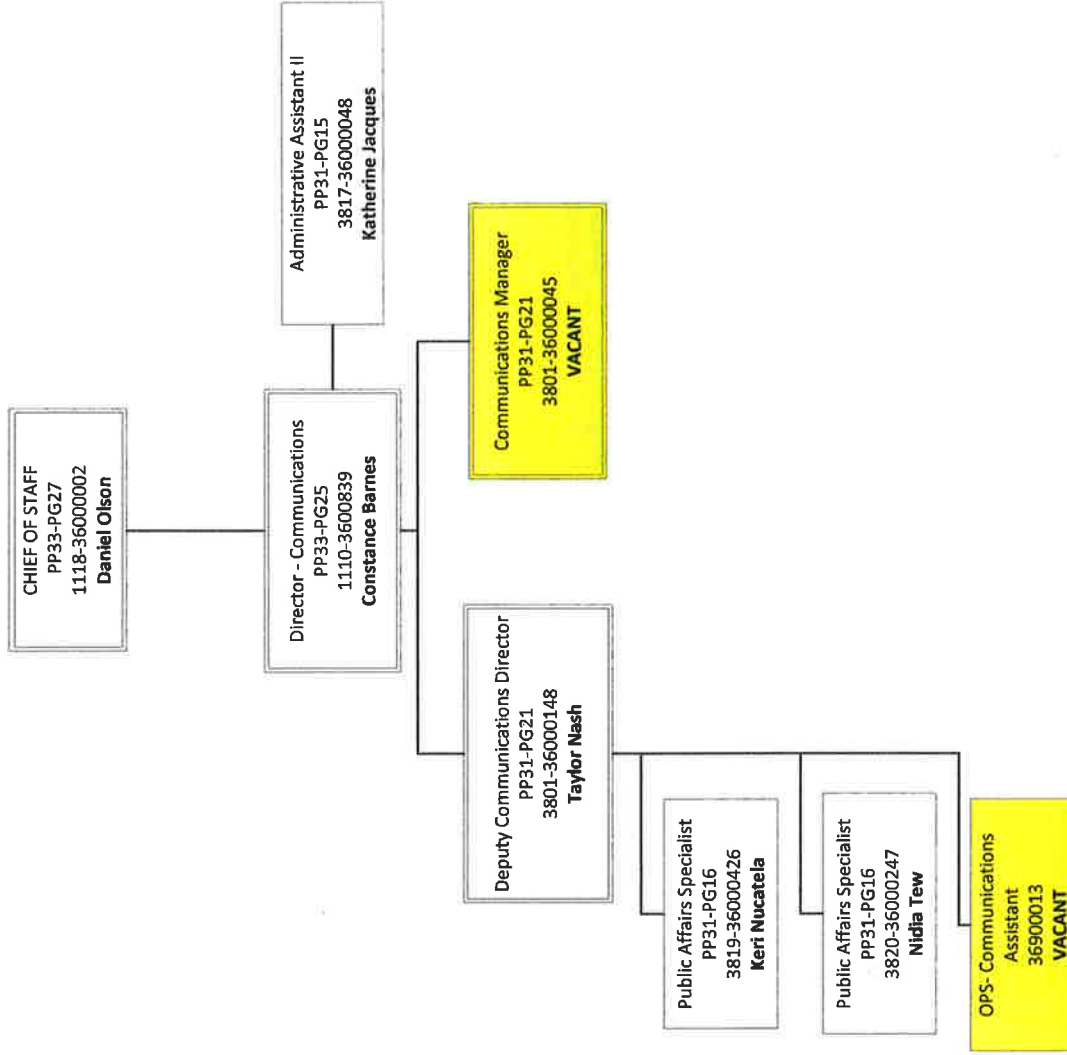 CHIEF OF STAFF
PP33-PG27
1118-36000002
Daniel Olson
Director - Communications
PP33-PG25
1110-3600839
Constance Barnes
Administrative Assistant II
PP31-PG15
3817-36000048
Katherine Jacques
Deputy Communications Director
PP31-PG21
3801-36000148
Taylor Nash
Communications Manager
PP31-PG21
3801-36000045
VACANT
Public Affairs Specialist
PP31-PG16
3819-36000426
Keri Nucatela
Public Affairs Specialist
PP31-PG16
3820-36000247
Nidia Tew
OPS- Communications
Assistant
36900013
VACANT